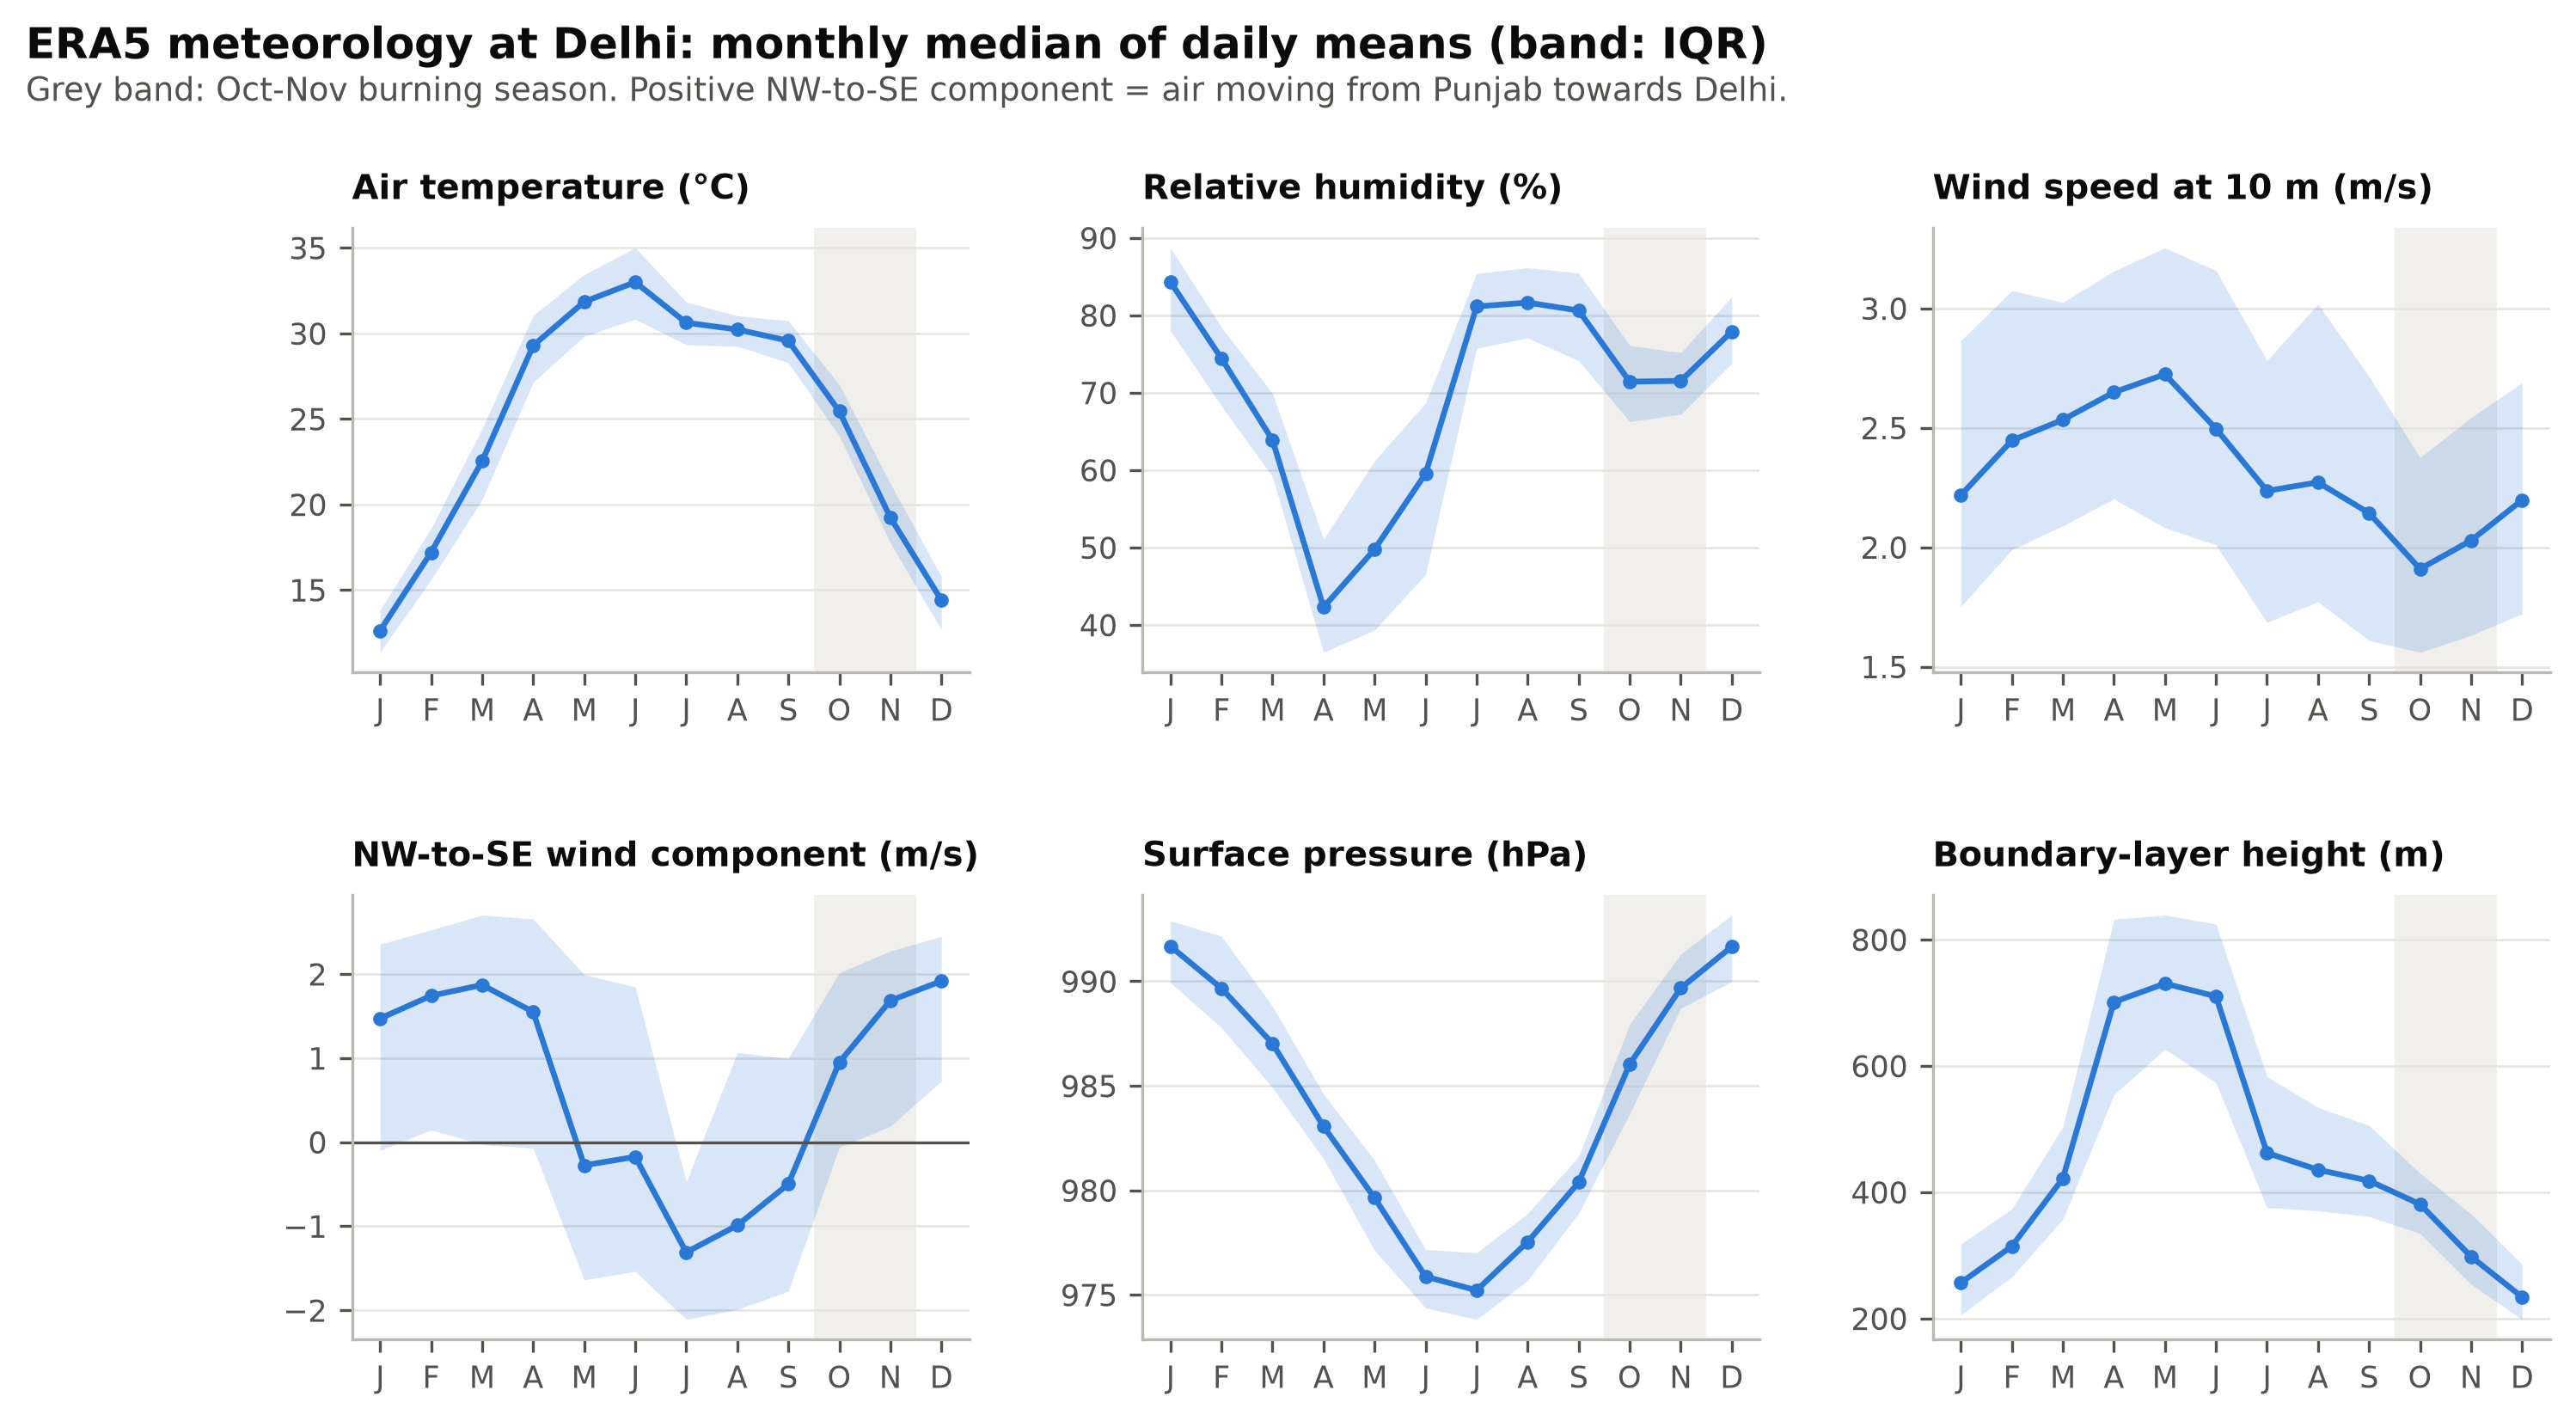 ERA5 meteorology at Delhi: monthly median of daily means (band: IQR)
Grey band: Oct-Nov burning season. Positive NW-to-SE component = air moving from Punjab towards Delhi.
Air temperature (°C)
35
30
25
20
15
J F M A M J J A S O N D
Relative humidity (%)
90
80
70
60
50
40
J F M A M J J A S O N D
Wind speed at 10 m (m/s)
3.0
2.5
2.0
1.5
J F M A M J J A S O N D
NW-to-SE wind component (m/s)
2
1
0
−1
−2
J F M A M J J A S O N D
Surface pressure (hPa)
990
985
980
975
J F M A M J J A S O N D
Boundary-layer height (m)
800
600
400
200
J F M A M J J A S O N D